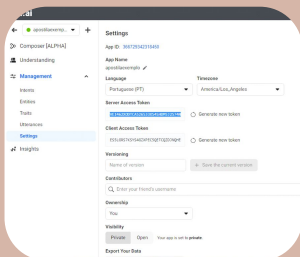 .ai
apostilaexemp...
Composer [ALPHA]
Understanding
Management
Intents
Entities
Traits
Utterances
Settings
Insights
Settings
App ID
App Name
apostilaexemplo
Language
Timezone
Portuguese (PT)
America/Los_Angeles
Server Access Token
Generate new token
Client Access Token
Generate new token
Versioning
Name of version
+ Save the current version
Contributors
Enter your friend's username
Ownership
You
Visibility
Private
Open
Your app is set to private
Export Your Data